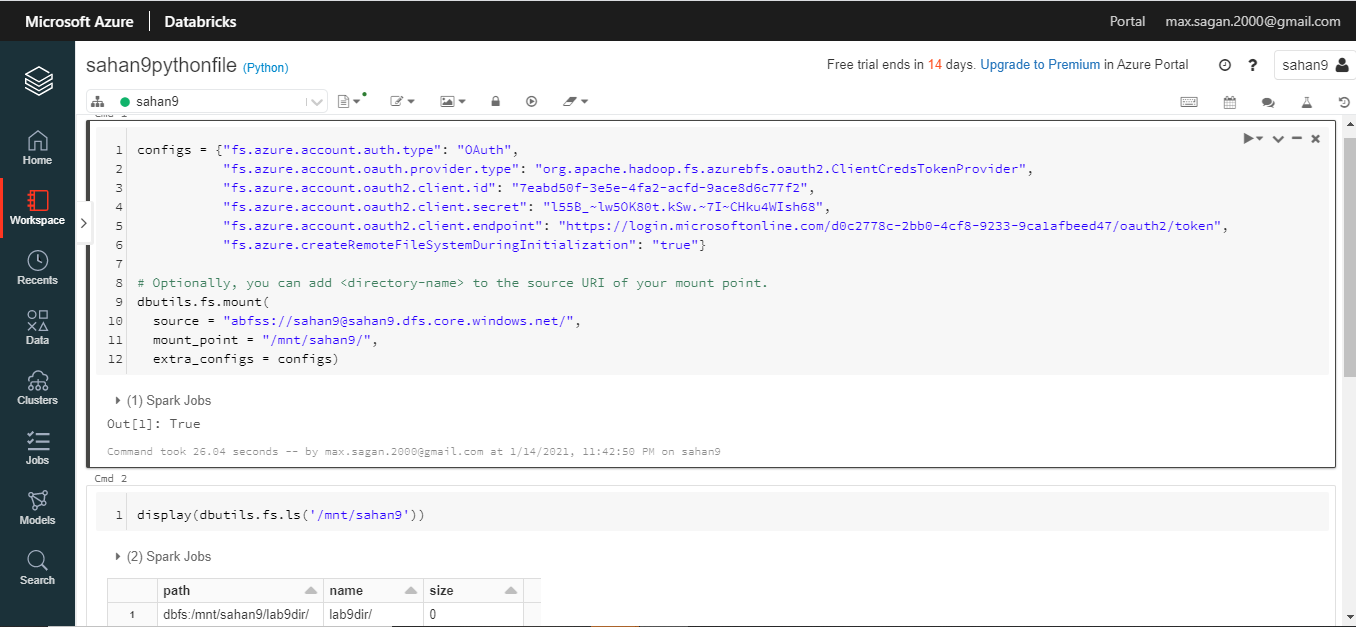 Microsoft Azure Databricks Portal max.sagan.2000@gmail.com
sahan9pythonfile (Python)
Free trial ends in 14 days. Upgrade to Premium in Azure Portal
? sahan9
sahan9
Home
Workspace
Recents
Data
Clusters
Jobs
Models
Search
Cmd 1
1 configs = {"fs.azure.account.auth.type": "OAuth",
2 "fs.azure.account.oauth.provider.type": "org.apache.hadoop.fs.azurebfs.oauth2.ClientCredsTokenProvider",
3 "fs.azure.account.oauth2.client.id": "7eabd50f-3e5e-4fa2-acfd-9ace8d6c77f2",
4 "fs.azure.account.oauth2.client.secret": "l55B_~lw5OK80t.kSw.~7I~CHku4WIsh68",
5 "fs.azure.account.oauth2.client.endpoint": "https://login.microsoftonline.com/d0c2778c-2bb0-4cf8-9233-9ca1afbeed47/oauth2/token",
6 "fs.azure.createRemoteFileSystemDuringInitialization": "true"}
7
8 # Optionally, you can add <directory-name> to the source URI of your mount point.
9 dbutils.fs.mount(
10 source = "abfss://sahan9@sahan9.dfs.core.windows.net/",
11 mount_point = "/mnt/sahan9/",
12 extra_configs = configs)
(1) Spark Jobs
Out[1]: True
Command took 26.04 seconds -- by max.sagan.2000@gmail.com at 1/14/2021, 11:42:50 PM on sahan9
Cmd 2
1 display(dbutils.fs.ls('/mnt/sahan9'))
(2) Spark Jobs
path name size
1 dbfs:/mnt/sahan9/lab9dir/ lab9dir/ 0